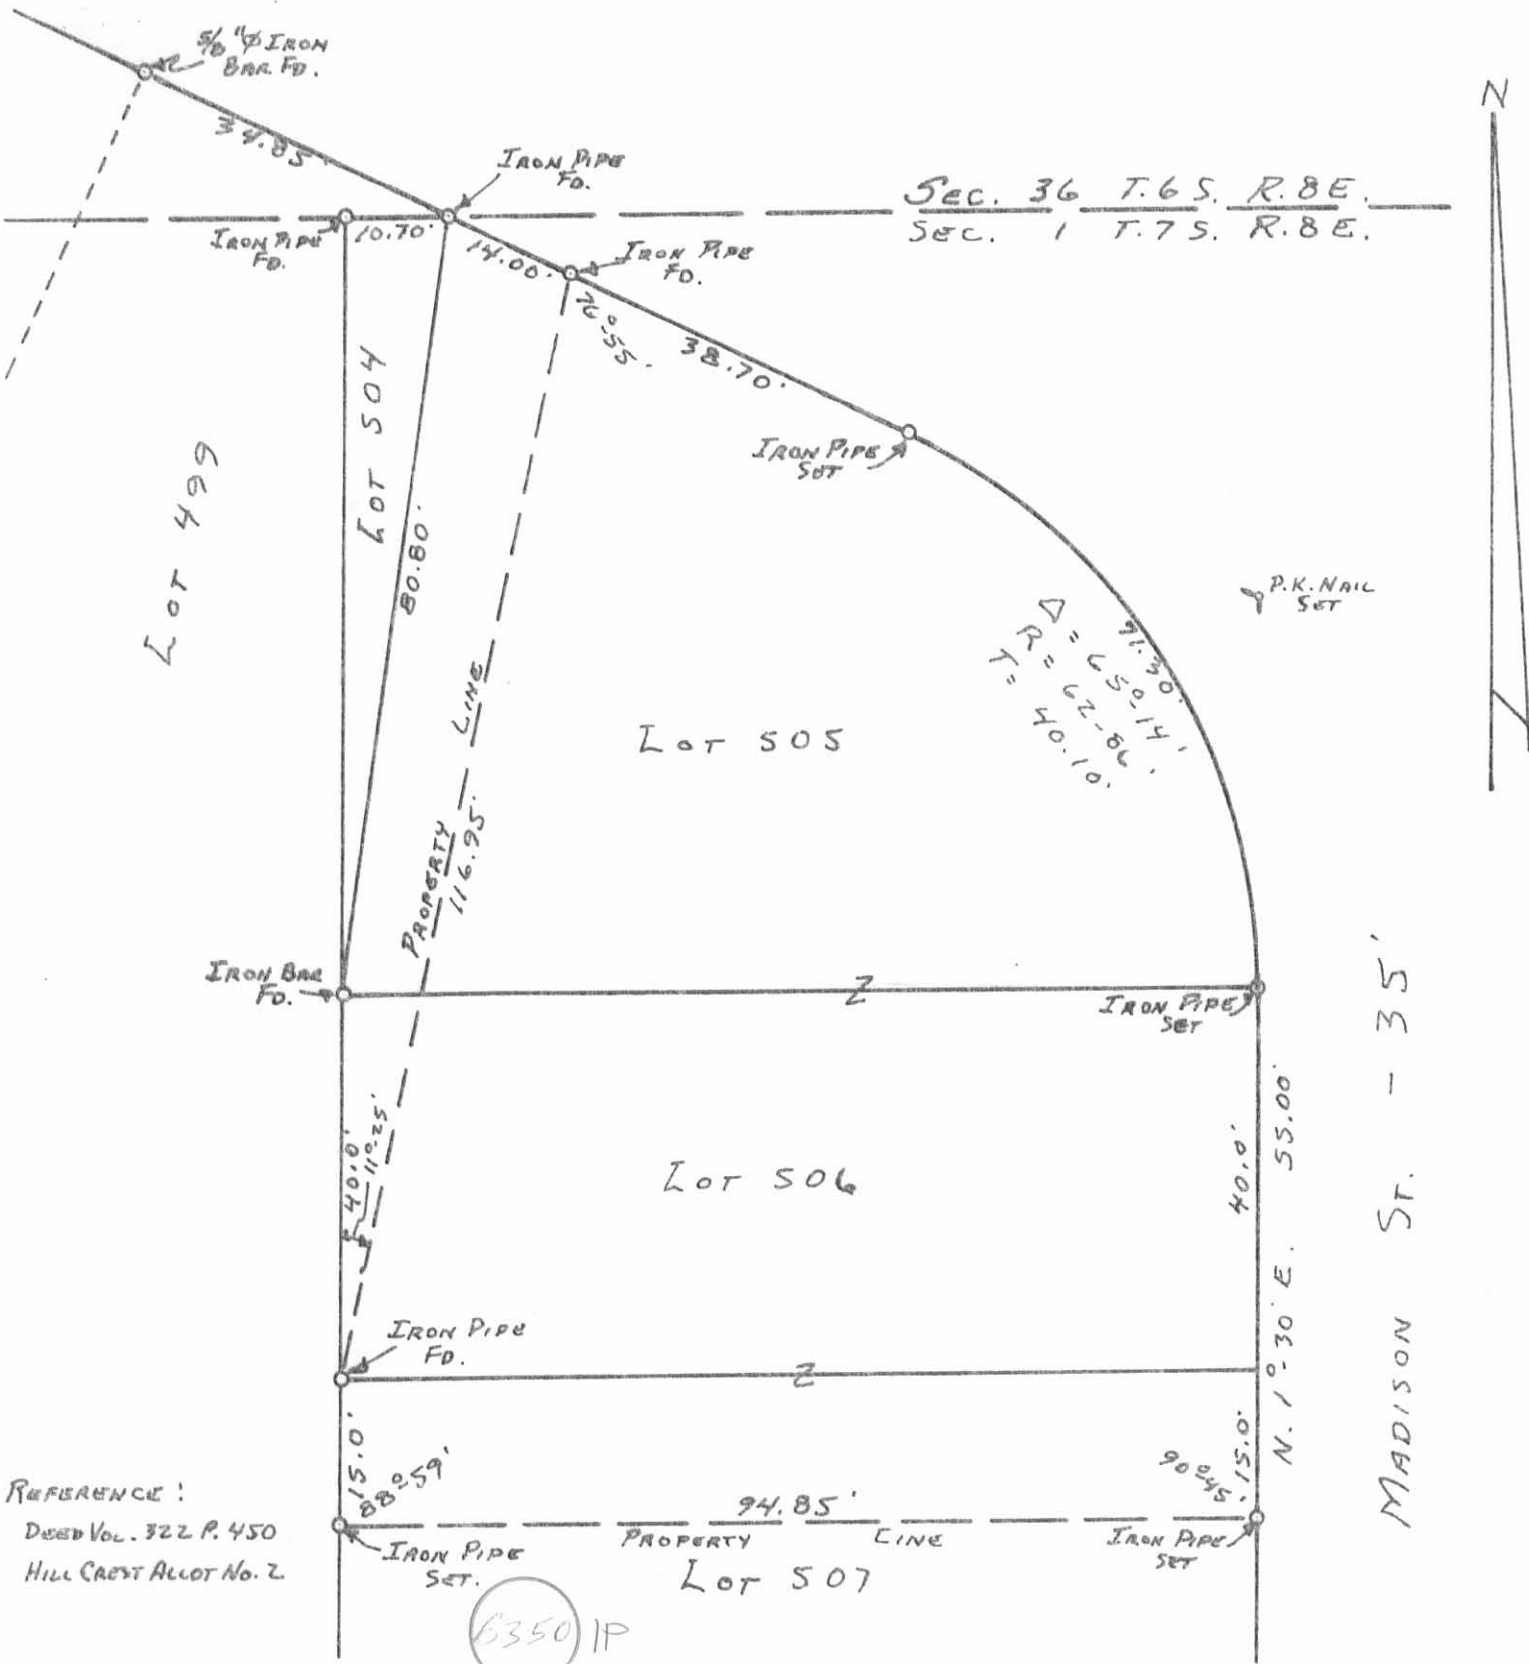 5/8"Ø IRON
BAR FD.
N
34.85
IRON PIPE
FD.
SEC. 36 T.6 S. R.8E.
SEC. 1 T.7 S. R.8E.
IRON PIPE
FD.
10.70'
14.00'
IRON PIPE
FD.
76°-55'
38.70'
IRON PIPE
SET
LOT 504
80.80'
LOT 499
P.K. NAIL
SET
91.30'
Δ = 65°-14'
R = 62-86'
T = 40.10'
LOT 505
PROPERTY LINE
116.95'
IRON BAR
FD.
IRON PIPE
SET
MADISON ST. - 35'
40.0'
11°-25'
LOT 506
40.0'
N. 1°-30' E. 55.00'
IRON PIPE
FD.
15.0'
88°-59'
94.85'
90°-45'
15.0'
REFERENCE:
DEED VOL. 322 P. 450
HILL CREST ALLOT NO. 2
IRON PIPE
SET.
PROPERTY LINE
IRON PIPE
SET
LOT 507
6350 IP